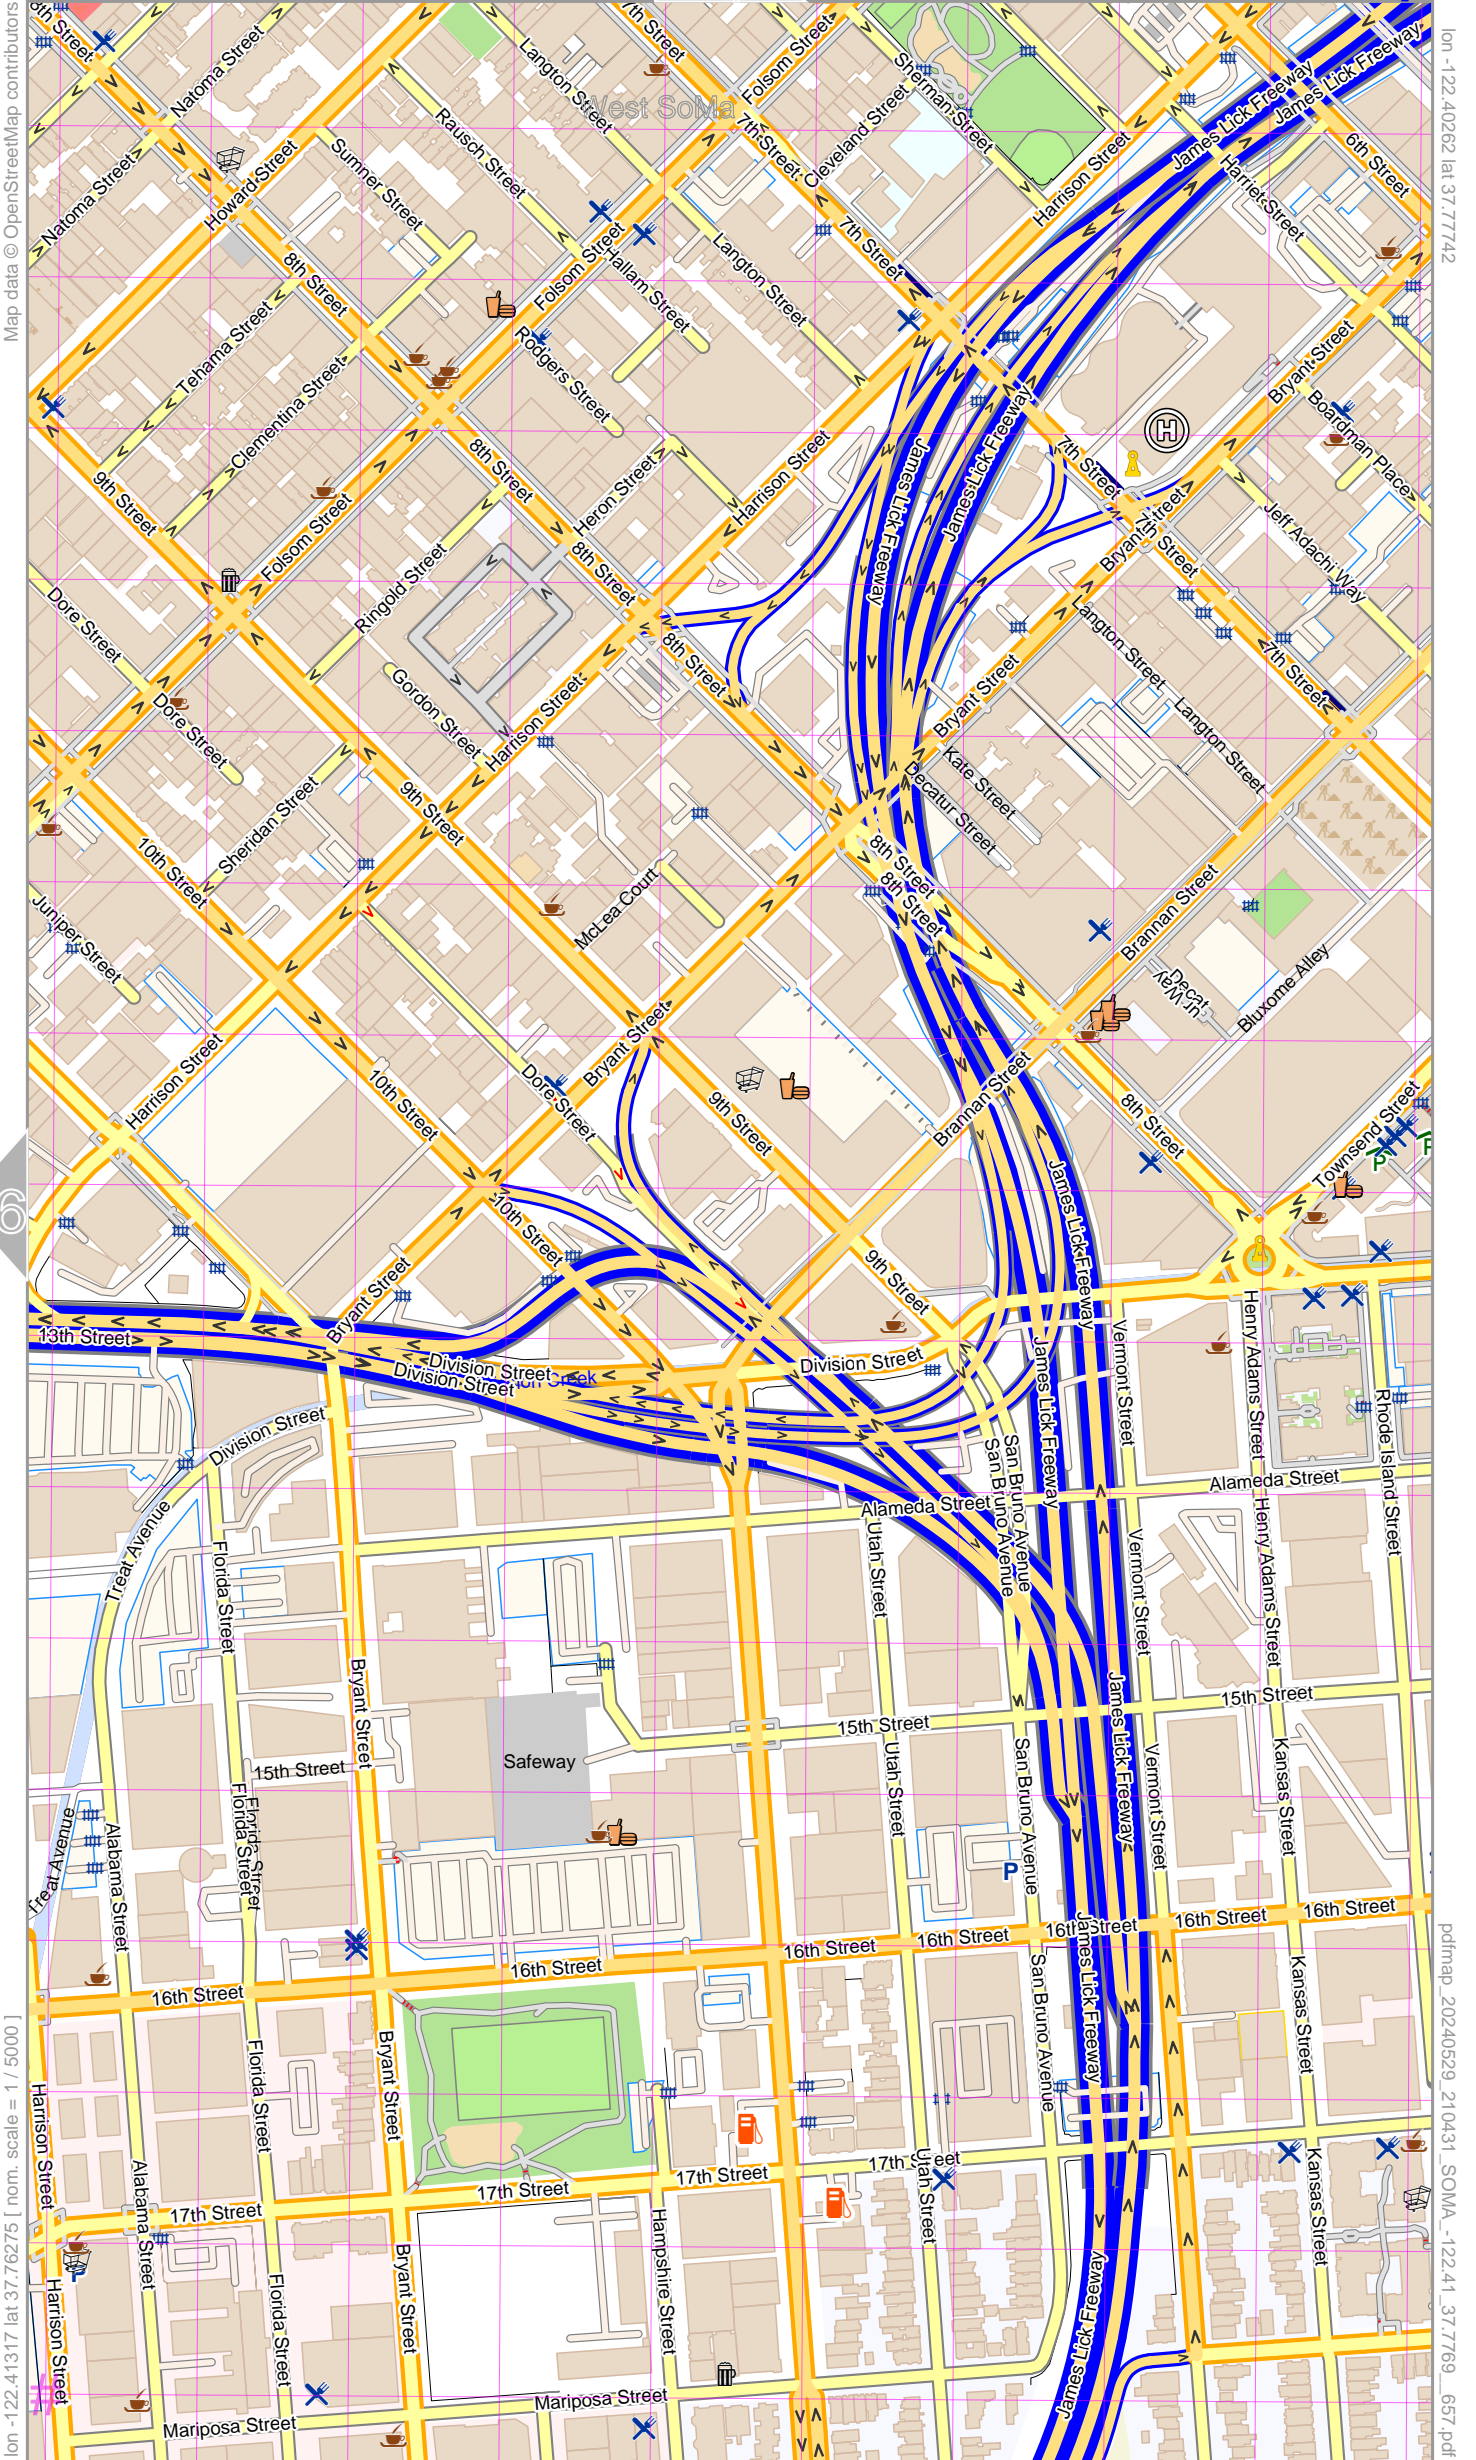 Map data © OpenStreetMap contributors
lon -122.40262 lat 37.77742
8th Street
Natoma Street
Langton Street
7th Street
Folsom Street
Sherman Street
James Lick Freeway
James Lick Freeway
West SoMa
Rausch Street
7th Street
Cleveland Street
6th Street
Natoma Street
Howard Street
Sumner Street
Harrison Street
Harriet Street
8th Street
Folsom Street
Hallam Street
Langton Street
7th Street
Tehama Street
Rodgers Street
Bryant Street
Clementina Street
Boardman Place
9th Street
8th Street
Heron Street
Harrison Street
James Lick Freeway
James Lick Freeway
7th Street
H
Folsom Street
Ringold Street
8th Street
Bryant Street
7th Street
Jeff Adachi Way
Dore Street
Gordon Street
8th Street
Langton Street
7th Street
Dore Street
Harrison Street
Bryant Street
Langton Street
Sheridan Street
9th Street
Kate Street
Decatur Street
10th Street
McLea Court
8th Street
8th Street
Brannan Street
Juniper Street
Decat
ur Way
Bluxome Alley
Harrison Street
10th Street
Dore Street
Bryant Street
9th Street
Brannan Street
8th Street
Townsend Street
P
6
10th Street
Bryant Street
9th Street
James Lick Freeway
13th Street
Division Street
Division Street
Division Street
James Lick Freeway
Vermont Street
Henry Adams Street
Rhode Island Street
Division Street
San Bruno Avenue
San Bruno Avenue
Alameda Street
Alameda Street
Treat Avenue
Florida Street
Utah Street
Vermont Street
Henry Adams Street
Bryant Street
15th Street
15th Street
Safeway
15th Street
Florida Street
Florida Street
Utah Street
San Bruno Avenue
James Lick Freeway
Vermont Street
Kansas Street
Treat Avenue
Alabama Street
P
16th Street
16th Street
16th Street
16th Street
16th Street
16th Street
16th Street
James Lick Freeway
San Bruno Avenue
Kansas Street
Harrison Street
Florida Street
Bryant Street
Alabama Street
17th Street
17th Street
17th Street
17th Street
Utah Street
Kansas Street
Hampshire Street
P
Harrison Street
Florida Street
Bryant Street
James Lick Freeway
Mariposa Street
Mariposa Street
lon -122.41317 lat 37.76275 [ nom. scale = 1 / 5000 ]
pdfmap_20240529_210431_SOMA_-122.41_37.7769__657.pdf